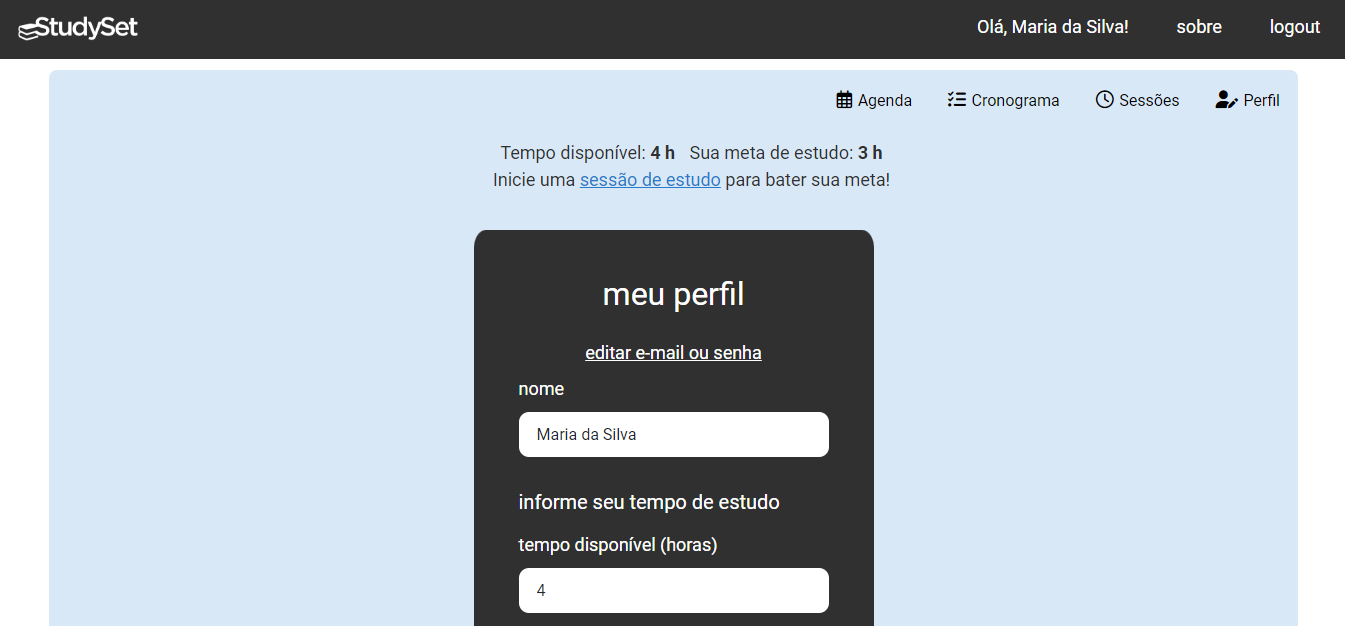 StudySet
Olá, Maria da Silva! sobre logout
Agenda Cronograma Sessões Perfil
Tempo disponível: 4 h Sua meta de estudo: 3 h
Inicie uma sessão de estudo para bater sua meta!
meu perfil
editar e-mail ou senha
nome
Maria da Silva
informe seu tempo de estudo
tempo disponível (horas)
4